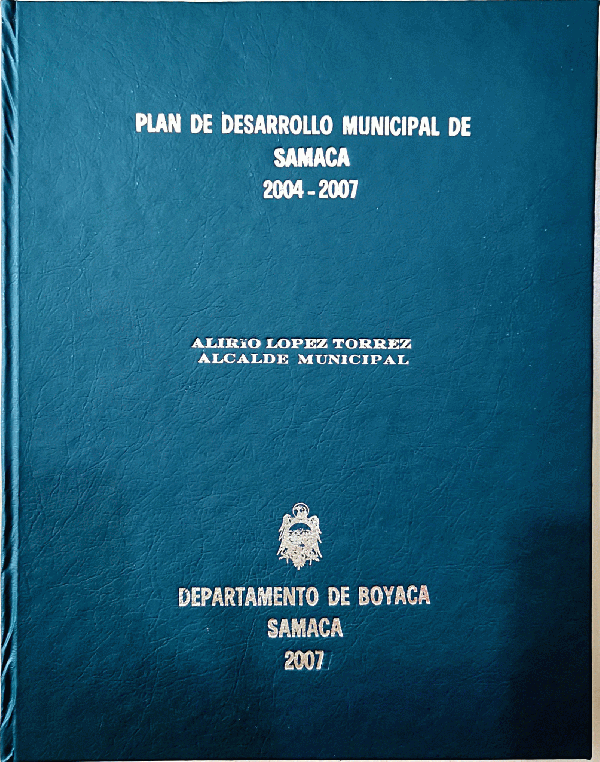 PLAN DE DESARROLLO MUNICIPAL DE
SAMACA
2004 - 2007
ALIRIO LOPEZ TORREZ
ALCALDE MUNICIPAL
DEPARTAMENTO DE BOYACA
SAMACA
2007